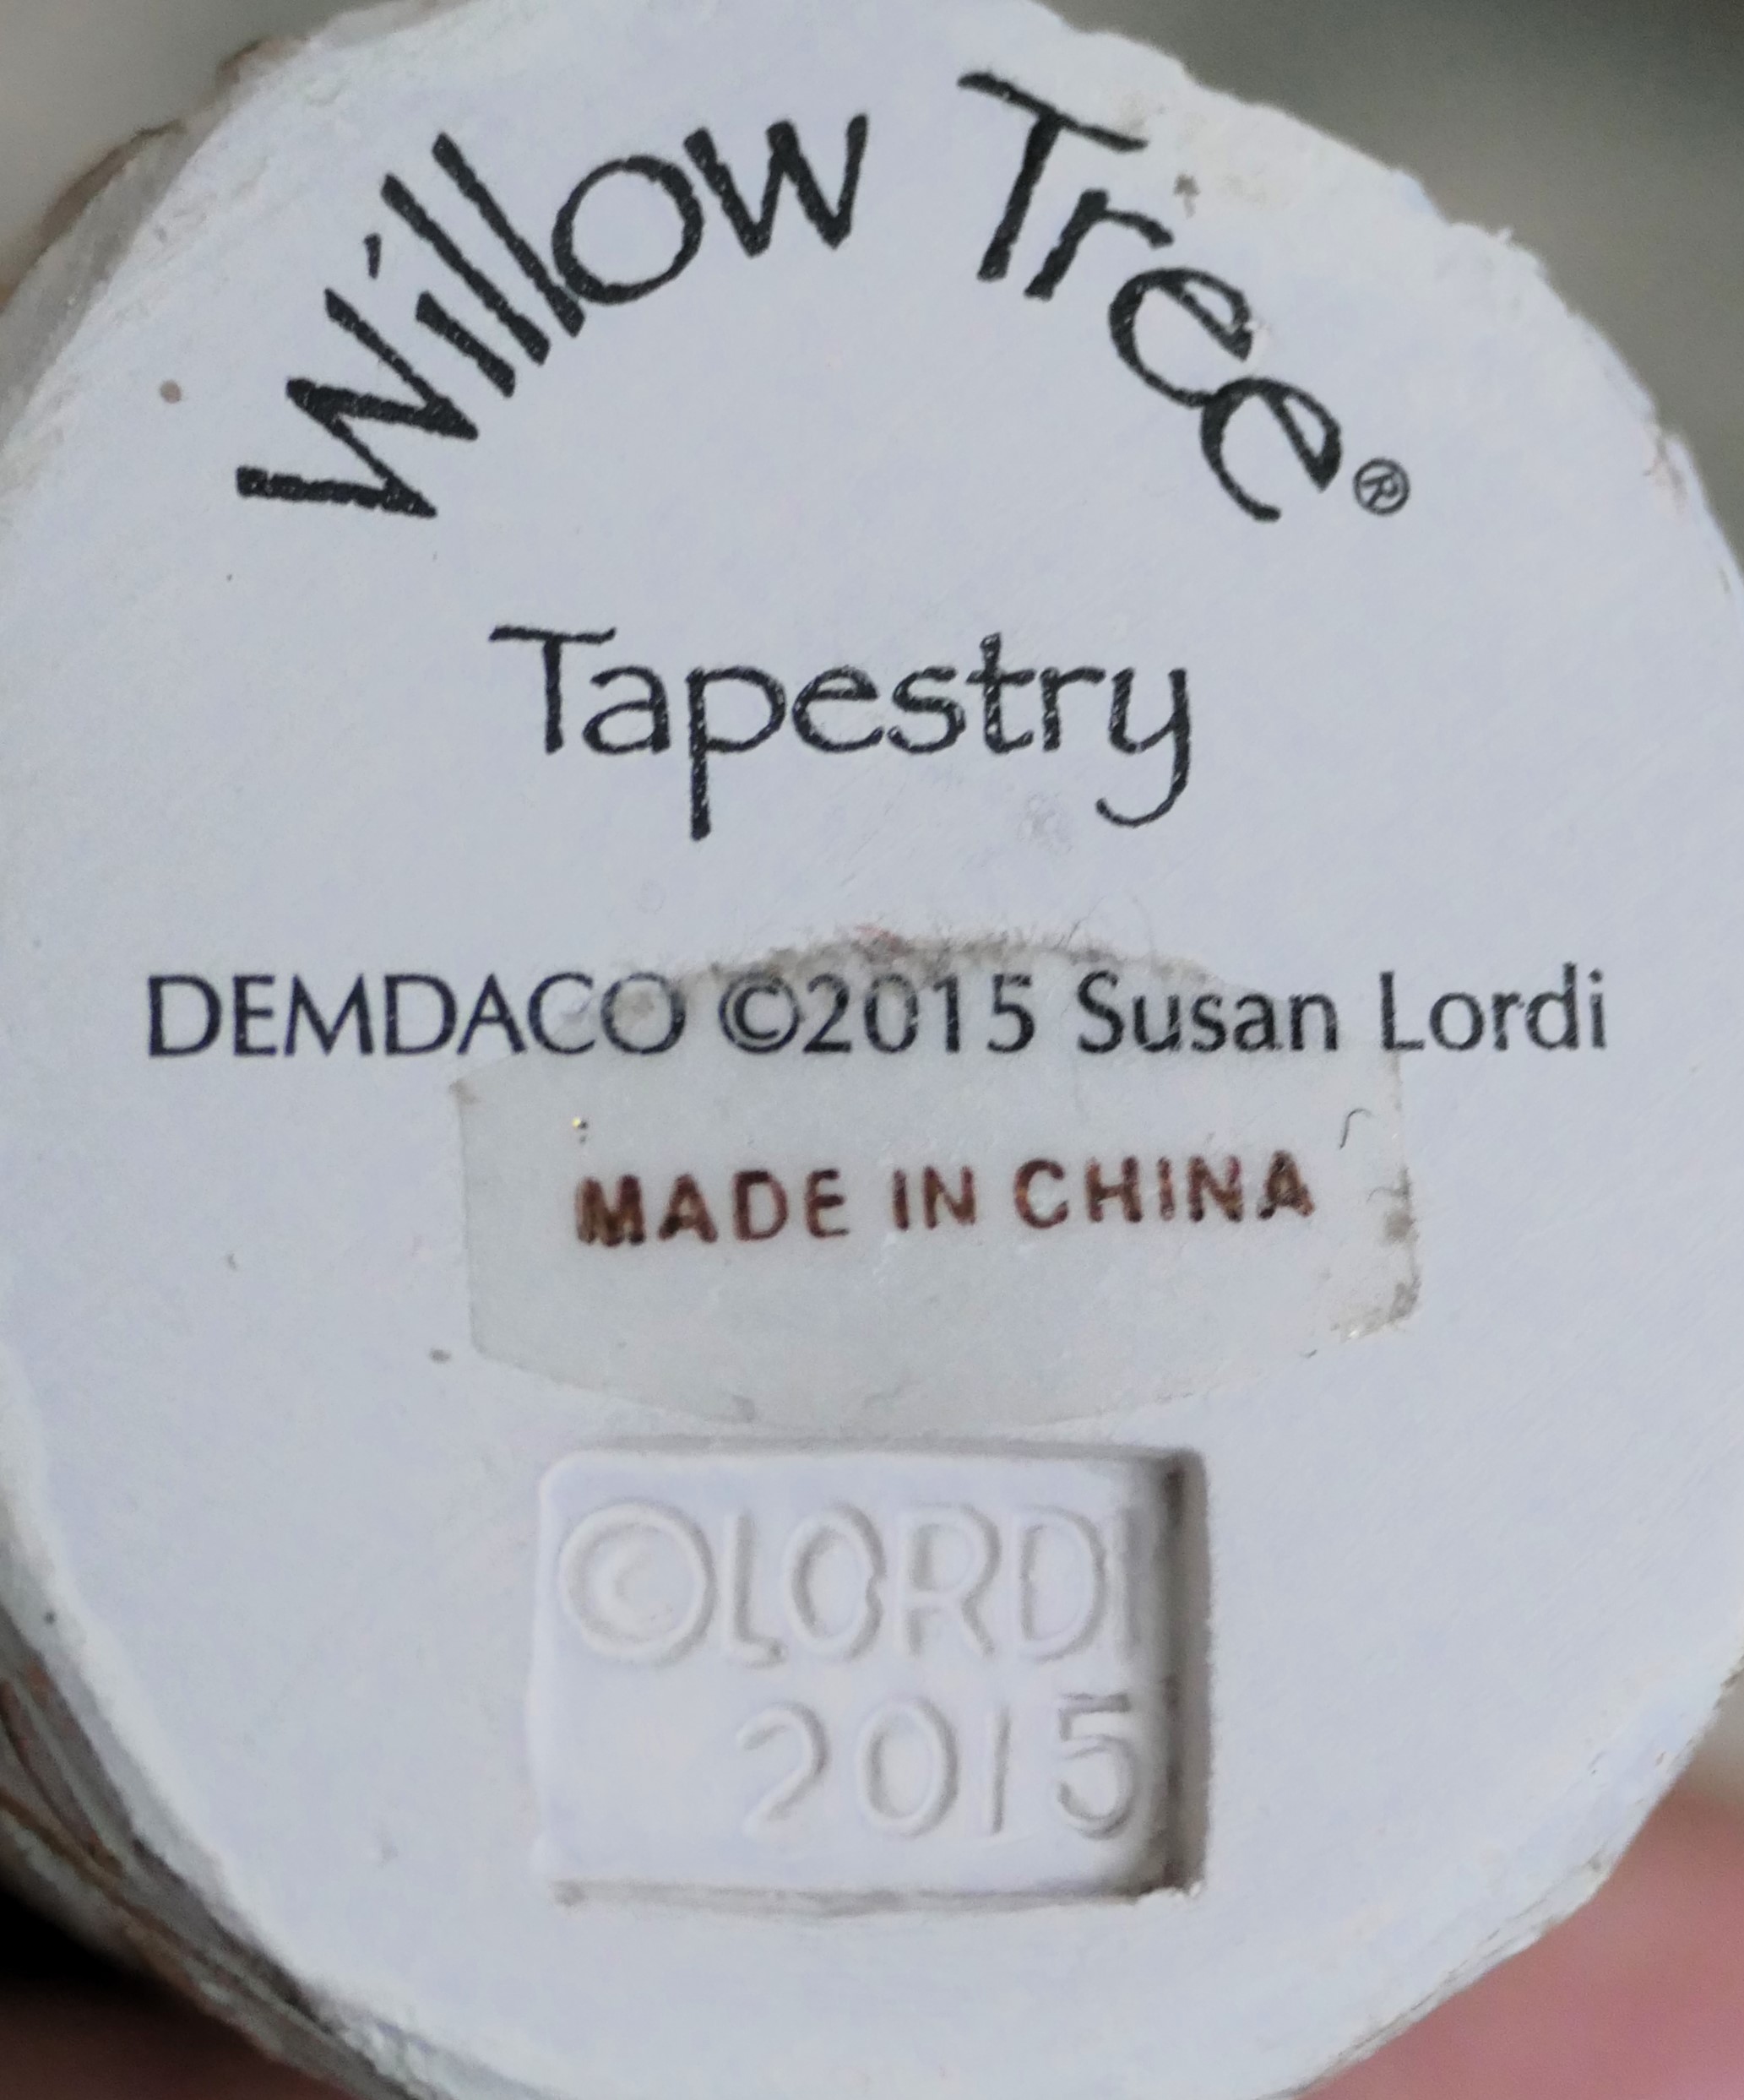 Willow Tree®
Tapestry
DEMDACO ©2015 Susan Lordi
MADE IN CHINA
©LORDI
2015